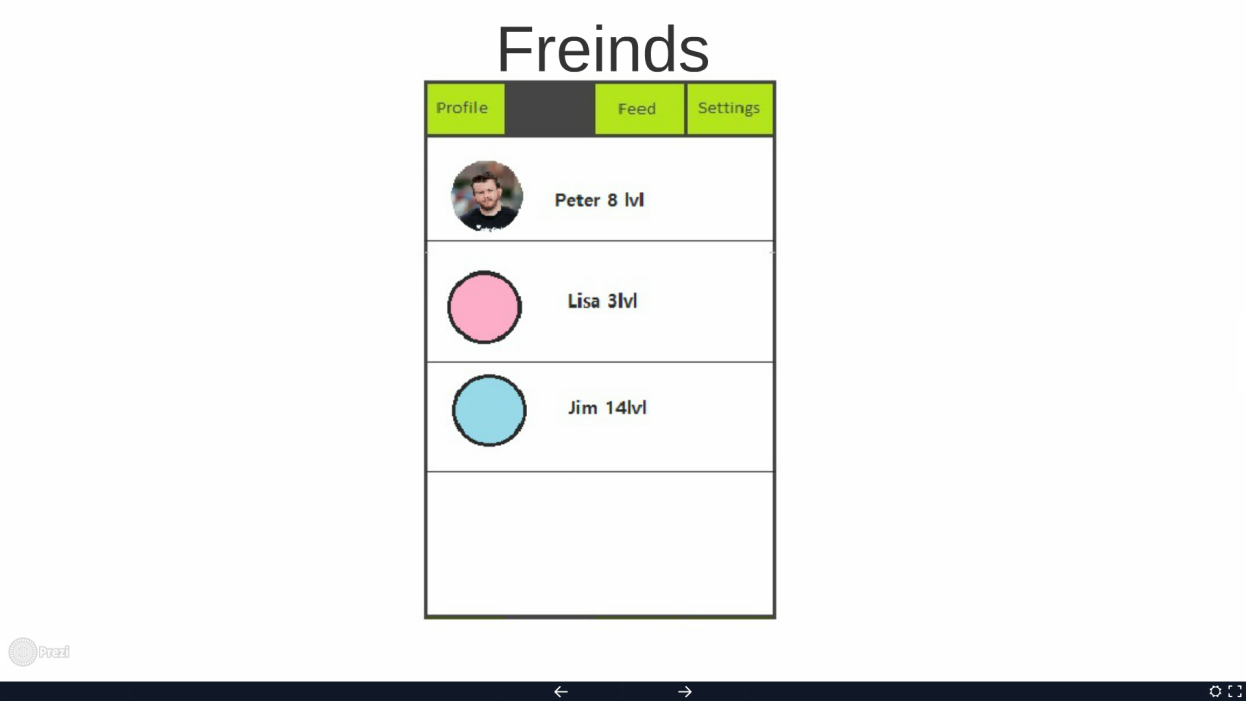 Freinds
Profile
Feed
Settings
Peter 8 lvl
Lisa 3lvl
Jim 14lvl
Prezi